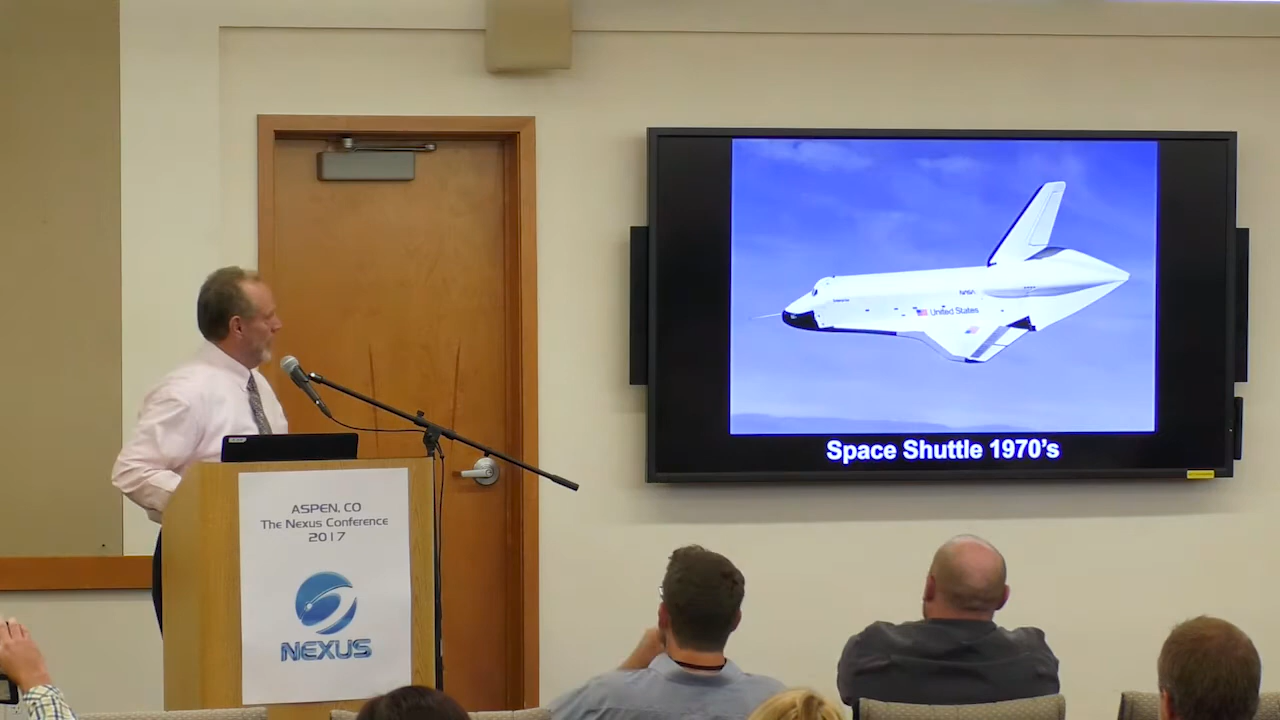 NASA
United States
Space Shuttle 1970's
ASPEN, CO
The Nexus Conference
2017
NEXUS